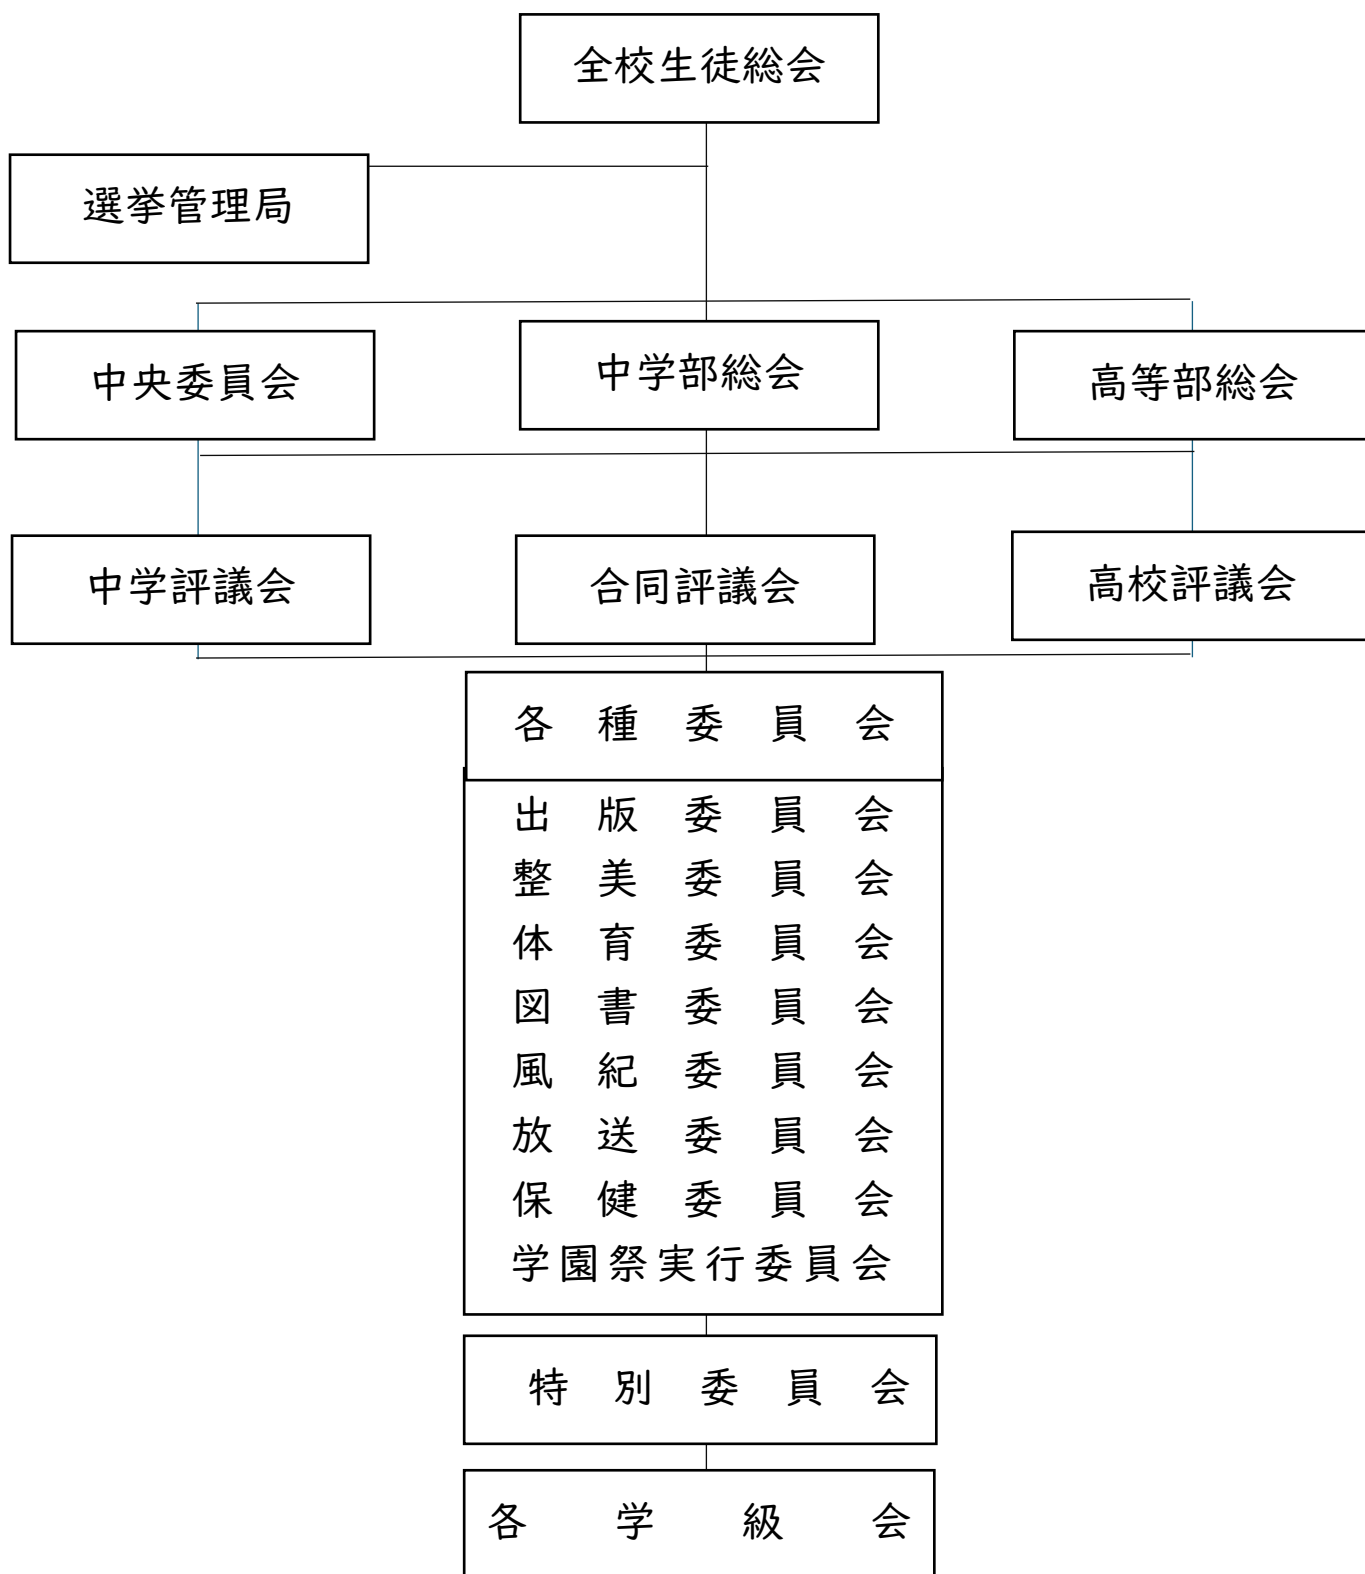 全校生徒総会
選挙管理局
中央委員会
中学部総会
高等部総会
中学評議会
合同評議会
高校評議会
各種委員会
出版委員会
整美委員会
体育委員会
図書委員会
風紀委員会
放送委員会
保健委員会
学園祭実行委員会
特別委員会
各学級会